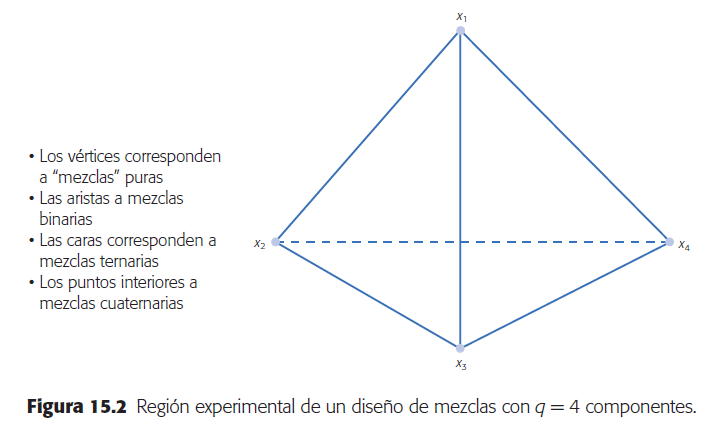 x₁
• Los vértices corresponden
a “mezclas” puras
• Las aristas a mezclas
binarias
• Las caras corresponden a
mezclas ternarias
• Los puntos interiores a
mezclas cuaternarias
x₂
x₄
x₃
Figura 15.2 Región experimental de un diseño de mezclas con q = 4 componentes.